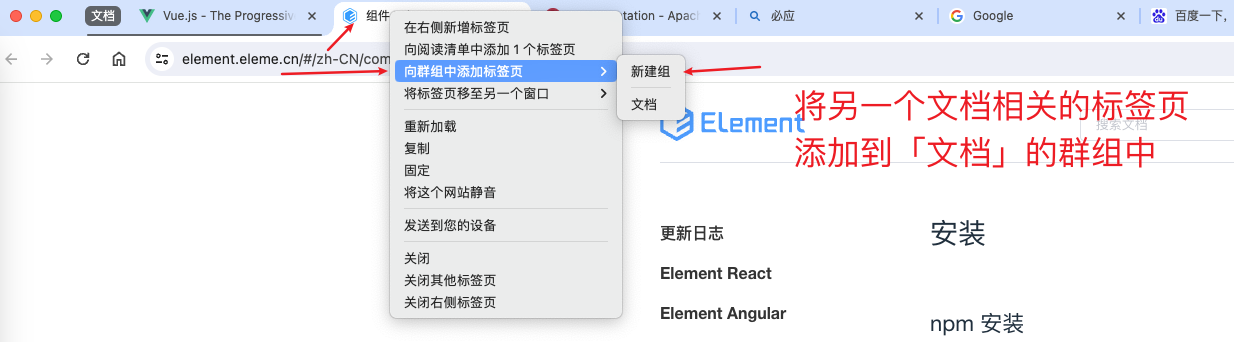 文档
Vue.js - The Progressive
组件
tation - Apach
必应
Google
百度一下,
element.eleme.cn/#/zh-CN/com
在右侧新增标签页
向阅读清单中添加 1 个标签页
向群组中添加标签页
将标签页移至另一个窗口
重新加载
复制
固定
将这个网站静音
发送到您的设备
关闭
关闭其他标签页
关闭右侧标签页
新建组
文档
将另一个文档相关的标签页
添加到「文档」的群组中
Element
搜索文档
更新日志
Element React
Element Angular
安装
npm 安装